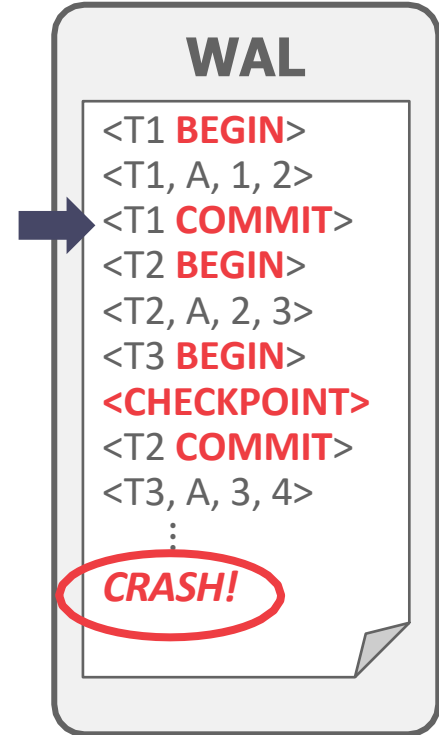 WAL
<T1 BEGIN>
<T1, A, 1, 2>
<T1 COMMIT>
<T2 BEGIN>
<T2, A, 2, 3>
<T3 BEGIN>
<CHECKPOINT>
<T2 COMMIT>
<T3, A, 3, 4>
⋮
CRASH!